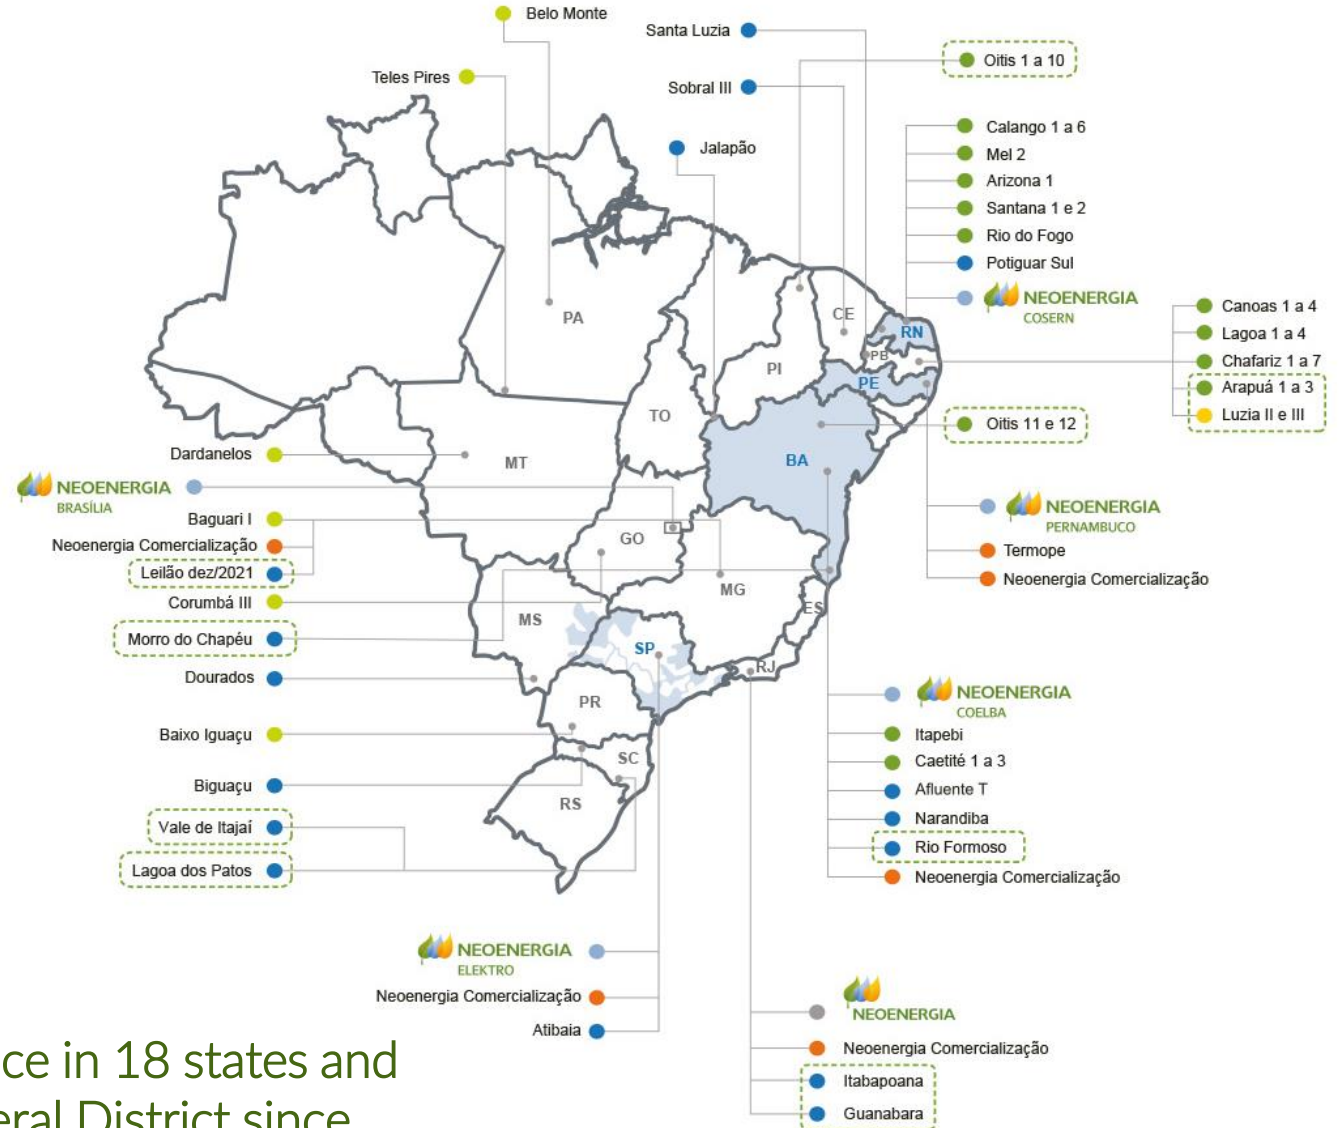 Belo Monte
Teles Pires
Santa Luzia
Sobral III
Jalapão
Oitis 1 a 10
Calango 1 a 6
Mel 2
Arizona 1
Santana 1 e 2
Rio do Fogo
Potiguar Sul
NEOENERGIA
COSERN
Canoas 1 a 4
Lagoa 1 a 4
Chafariz 1 a 7
Arapuá 1 a 3
Luzia II e III
Oitis 11 e 12
NEOENERGIA
PERNAMBUCO
Termope
Neoenergia Comercialização
PA
CE
RN
PB
PI
PE
TO
BA
MT
GO
MG
ES
MS
SP
RJ
PR
SC
RS
Dardanelos
NEOENERGIA
BRASÍLIA
Baguari I
Neoenergia Comercialização
Leilão dez/2021
Corumbá III
Morro do Chapéu
Dourados
Baixo Iguaçu
Biguaçu
Vale de Itajaí
Lagoa dos Patos
NEOENERGIA
COELBA
Itapebi
Caetité 1 a 3
Afluente T
Narandiba
Rio Formoso
Neoenergia Comercialização
NEOENERGIA
ELEKTRO
Neoenergia Comercialização
Atibaia
NEOENERGIA
Neoenergia Comercialização
Itabapoana
Guanabara
ce in 18 states and
eral District since